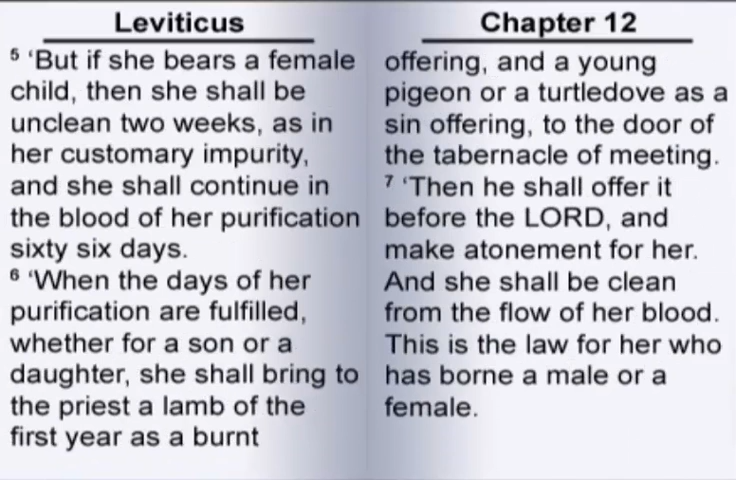 Leviticus
⁵ ‘But if she bears a female
child, then she shall be
unclean two weeks, as in
her customary impurity,
and she shall continue in
the blood of her purification
sixty six days.
⁶ ‘When the days of her
purification are fulfilled,
whether for a son or a
daughter, she shall bring to
the priest a lamb of the
first year as a burnt
Chapter 12
offering, and a young
pigeon or a turtledove as a
sin offering, to the door of
the tabernacle of meeting.
⁷ ‘Then he shall offer it
before the LORD, and
make atonement for her.
And she shall be clean
from the flow of her blood.
This is the law for her who
has borne a male or a
female.